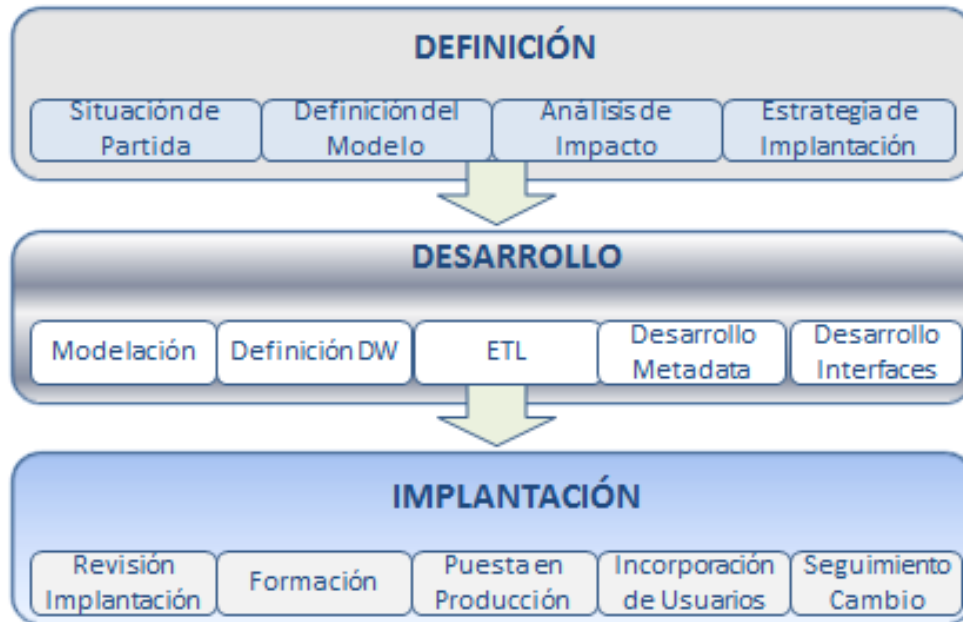 DEFINICIÓN
Situación de
Partida
Definición del
Modelo
Análisis de
Impacto
Estrategia de
Implantación
DESARROLLO
Modelación
Definición DW
ETL
Desarrollo
Metadata
Desarrollo
Interfaces
IMPLANTACIÓN
Revisión
Implantación
Formación
Puesta en
Producción
Incorporación
de Usuarios
Seguimiento
Cambio